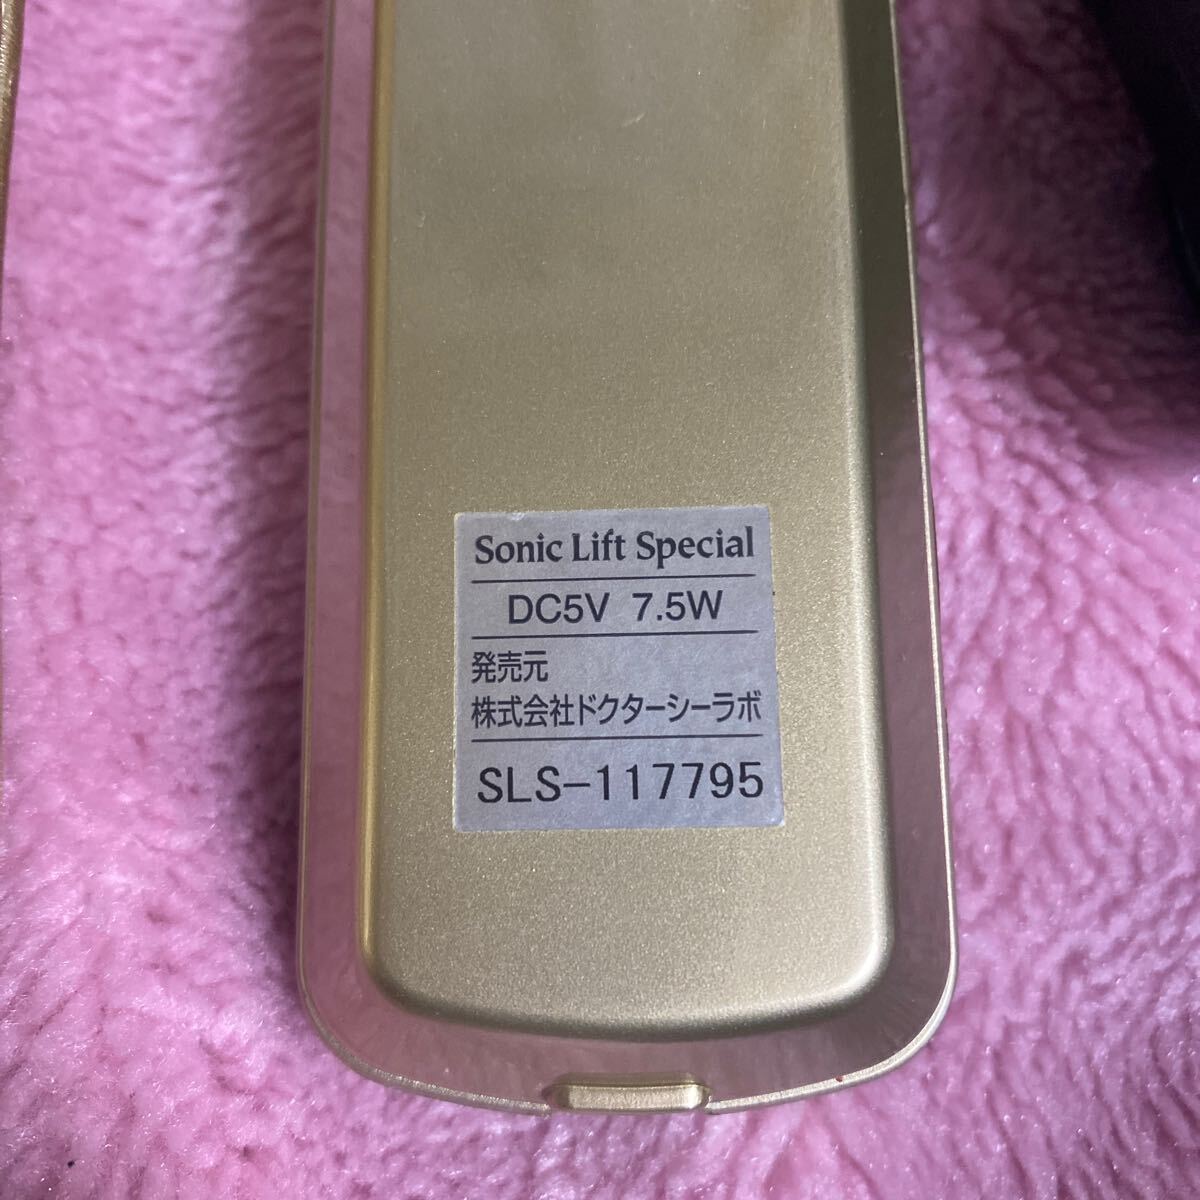 Sonic Lift Special
DC5V 7.5W
発売元
株式会社ドクターシーラボ
SLS-117795